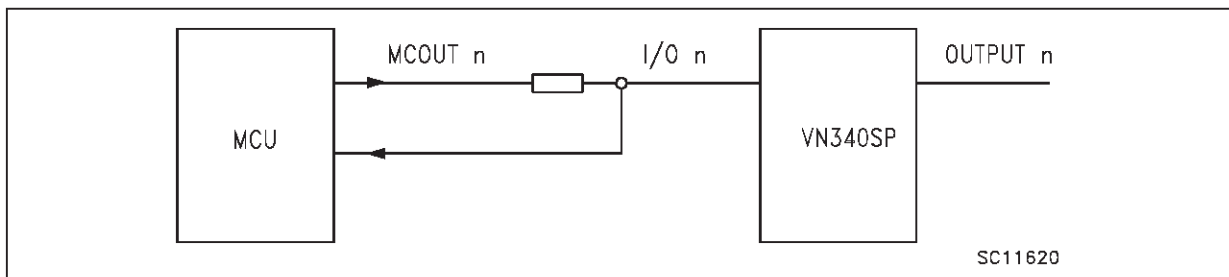 MCOUT n
I/O n
OUTPUT n
MCU
VN340SP
SC11620